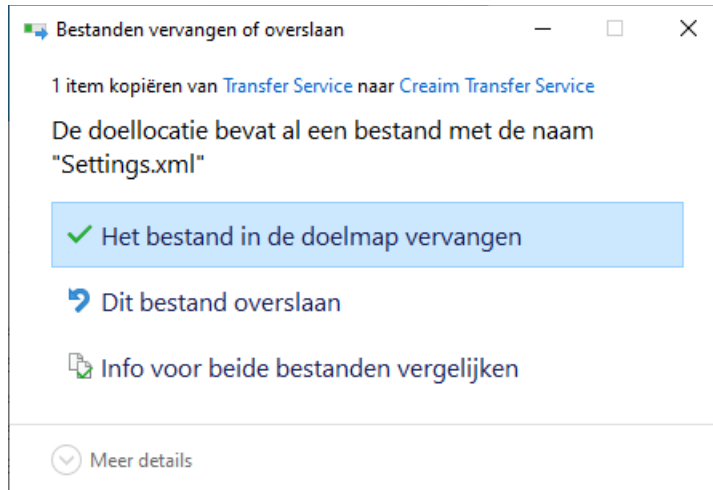 Bestanden vervangen of overslaan
1 item kopiëren van Transfer Service naar Creaim Transfer Service
De doellocatie bevat al een bestand met de naam
"Settings.xml"
Het bestand in de doelmap vervangen
Dit bestand overslaan
Info voor beide bestanden vergelijken
Meer details